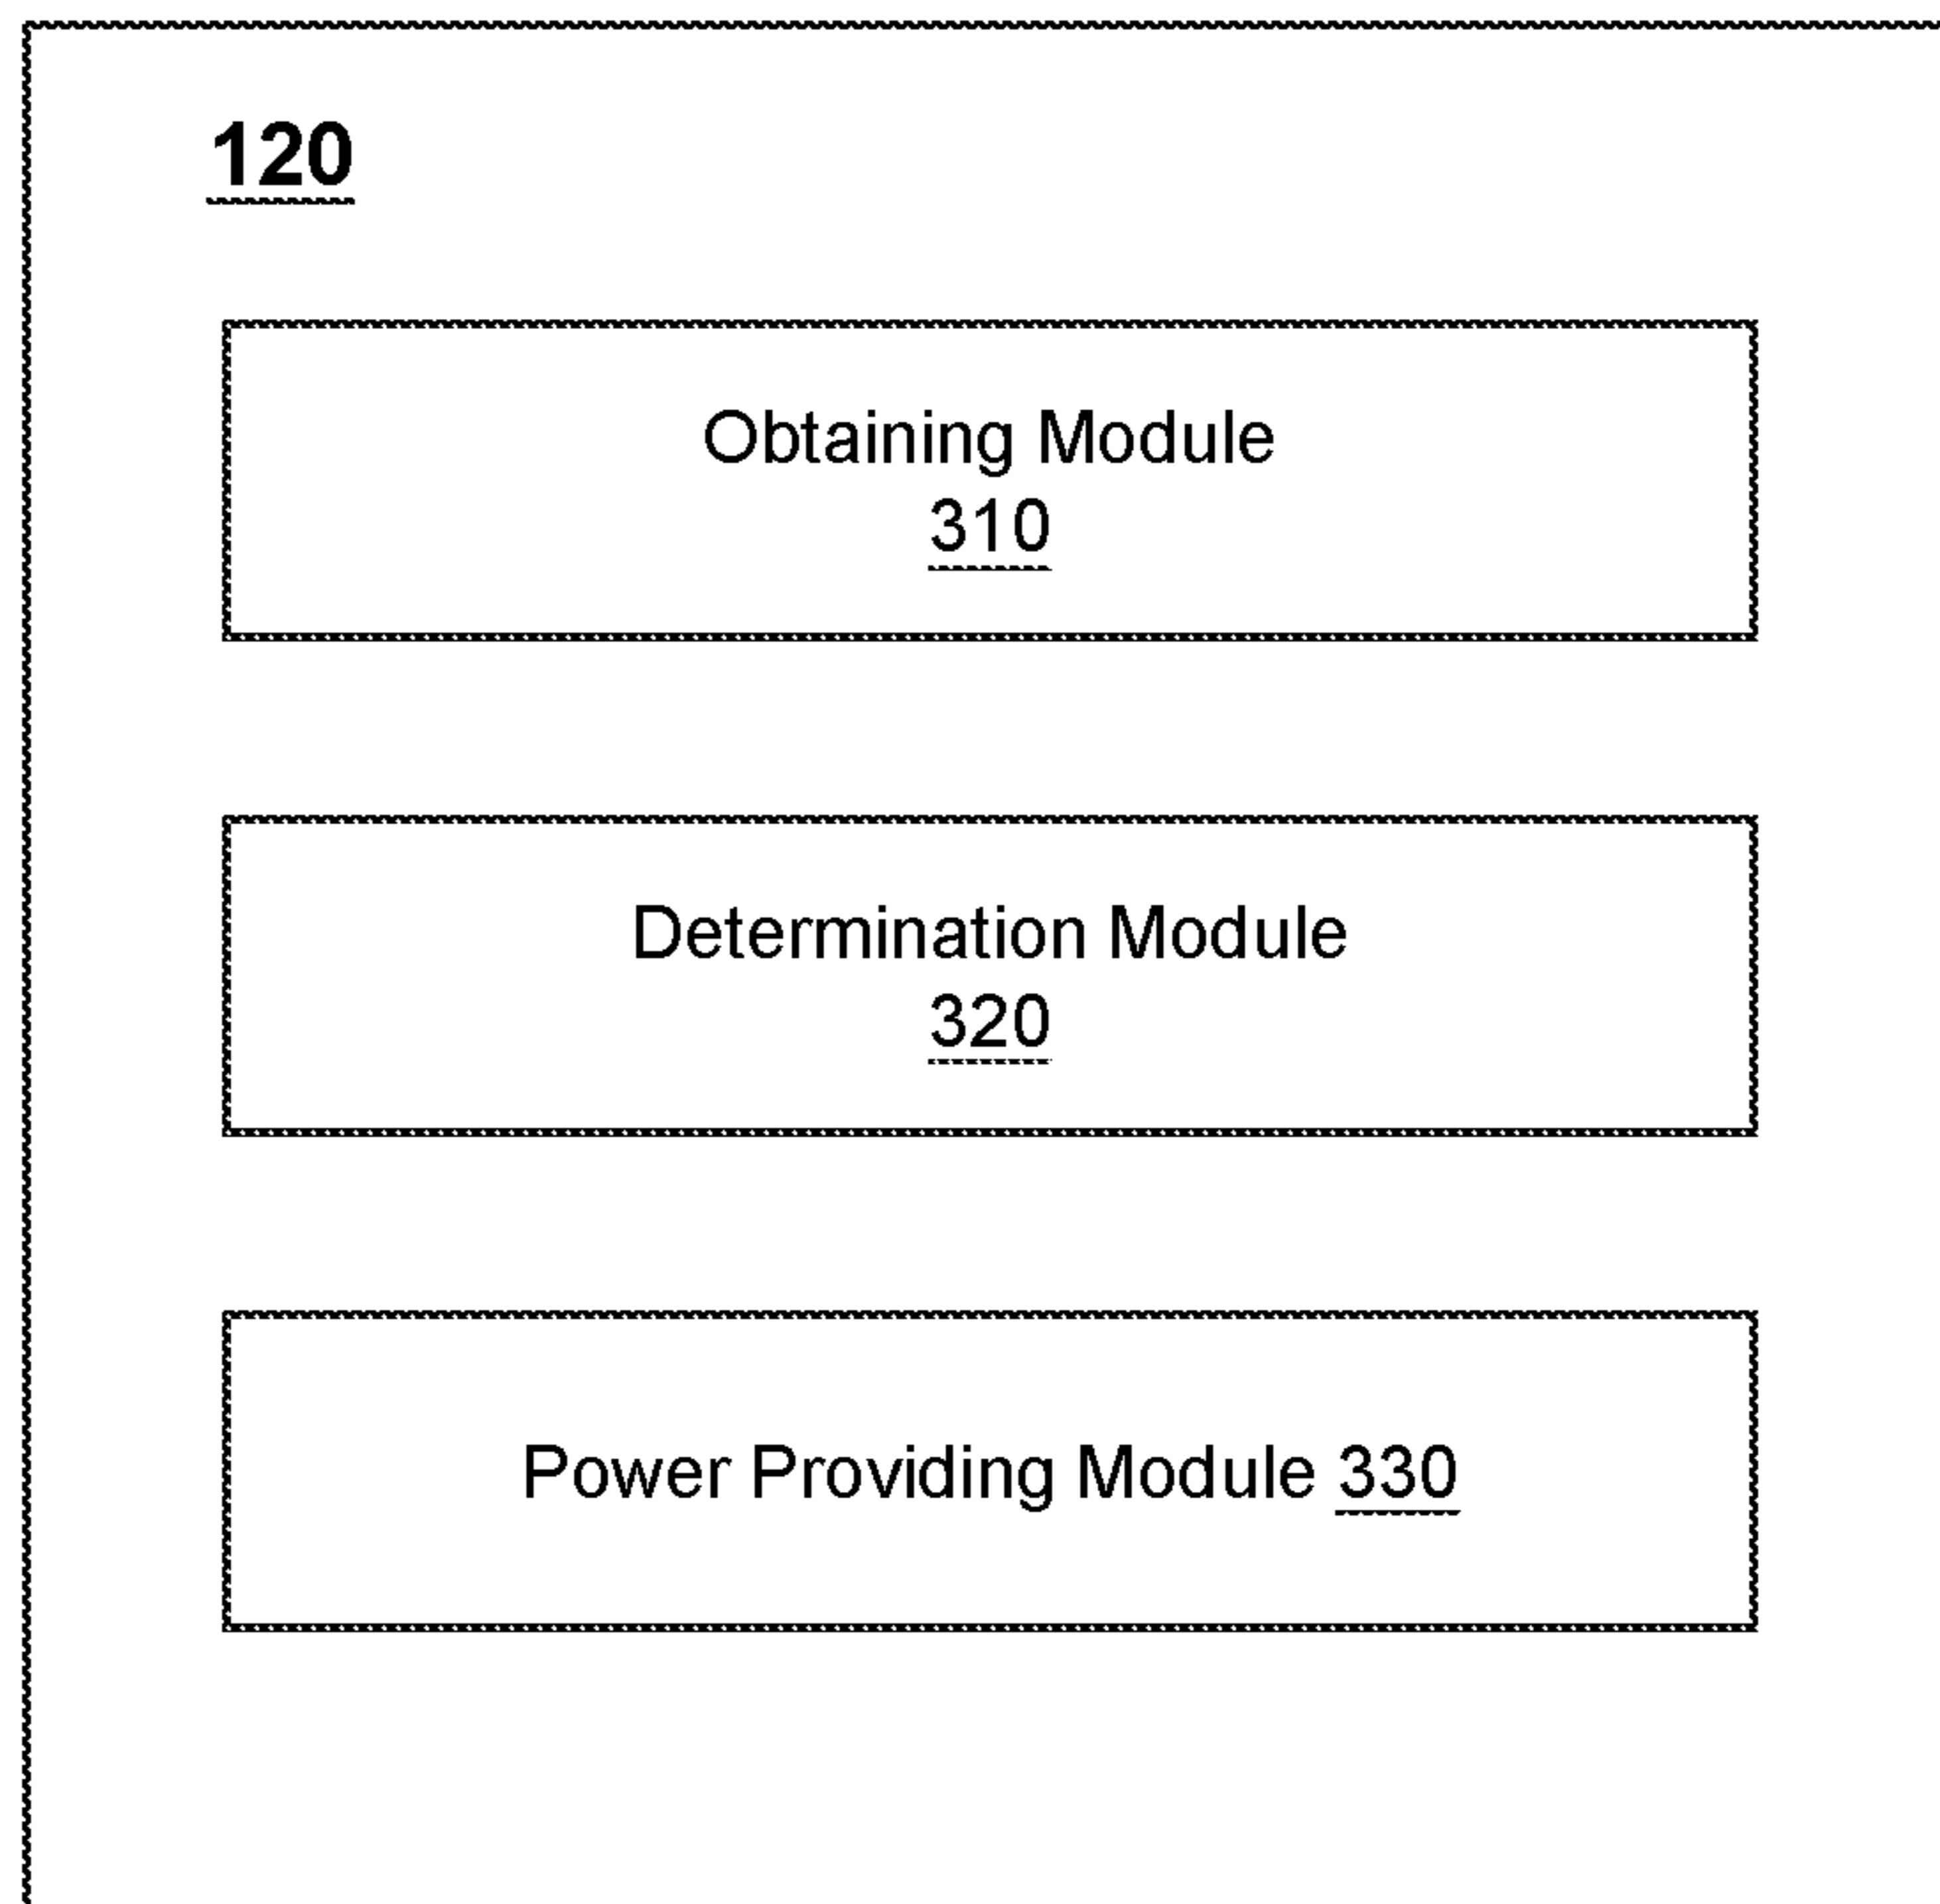 120
Obtaining Module
310
Determination Module
320
Power Providing Module 330